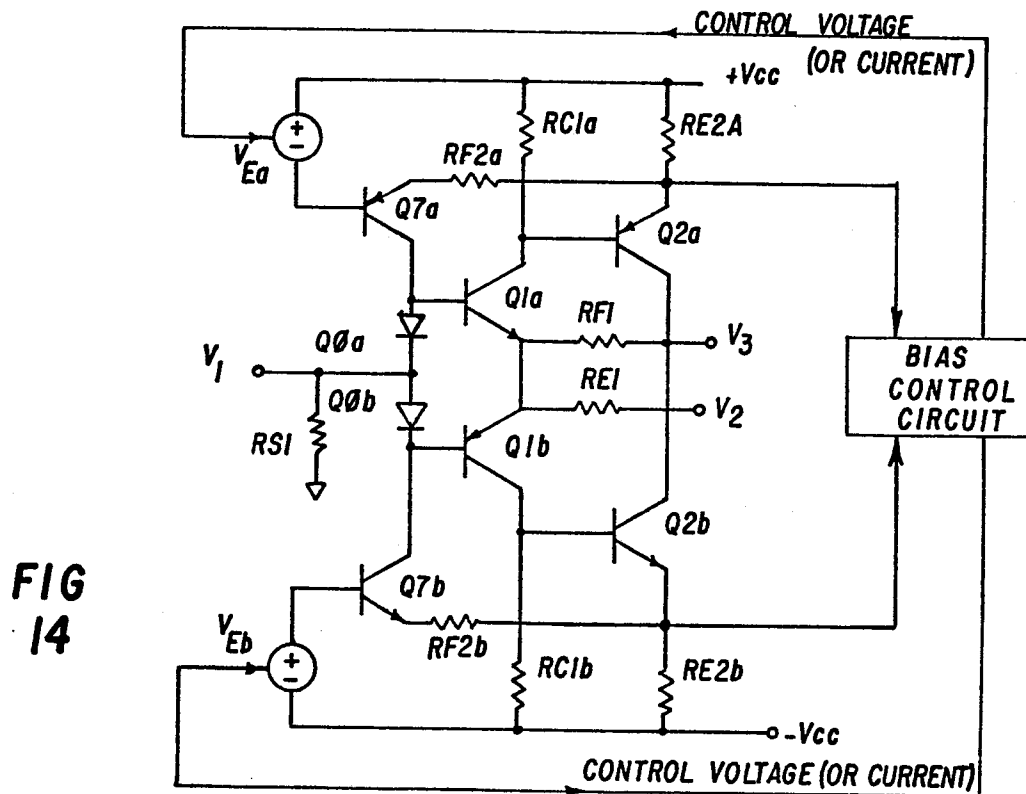 CONTROL VOLTAGE
(OR CURRENT)
+Vcc
+
-
VEa
RC1a
RE2A
RF2a
Q7a
Q2a
Q1a
RF1
V3
V1
QØa
RE1
V2
BIAS
CONTROL
CIRCUIT
QØb
RS1
Q1b
Q2b
Q7b
FIG
14
VEb
+
-
RF2b
RC1b
RE2b
-Vcc
CONTROL VOLTAGE (OR CURRENT)